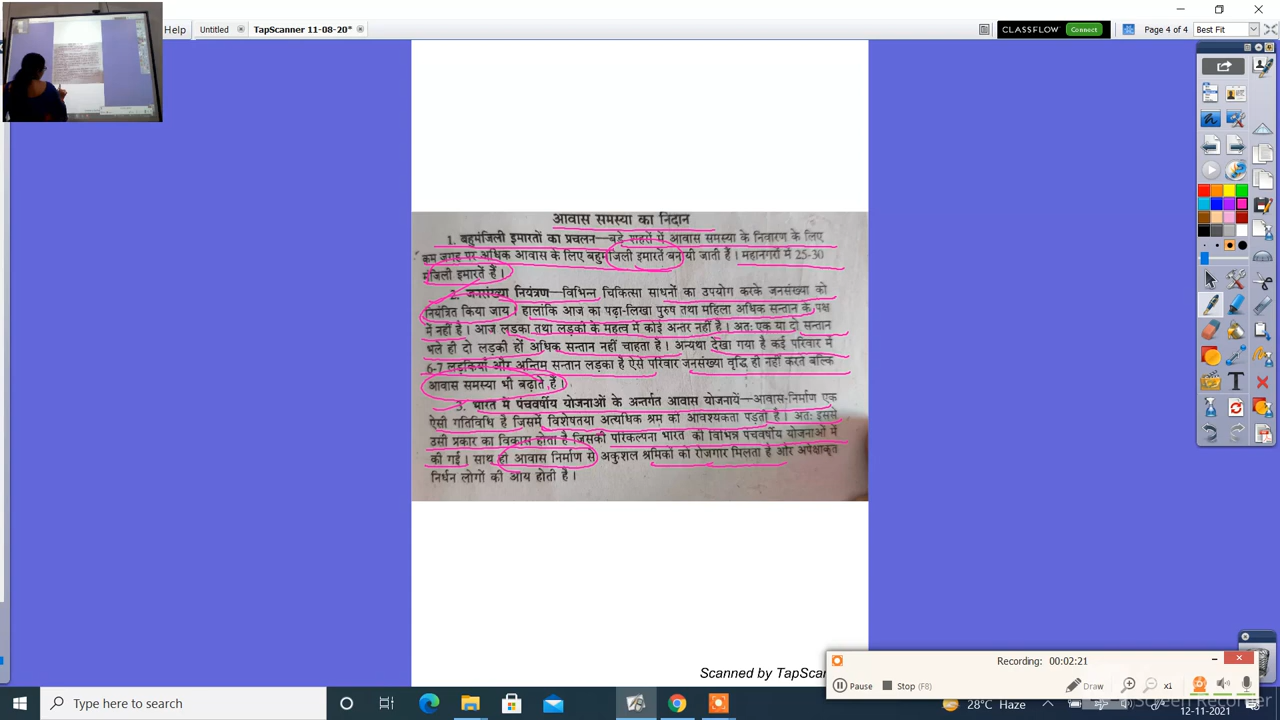 Help
Untitled
TapScanner 11-08-20*
CLASSFLOW Connect
Page 4 of 4
Best Fit
आवास समस्या का निदान
1. बहुमंजिली इमारतों का प्रचलन—बड़े शहरों में आवास समस्या के निवारण के लिए
कम जगह पर अधिक आवास के लिए बहुमंजिली इमारतें बनायी जाती हैं। महानगरों में 25-30
मंजिली इमारतें हैं।
2. जनसंख्या नियंत्रण—विभिन्न चिकित्सा साधनों का उपयोग करके जनसंख्या को
नियंत्रित किया जाय। हालांकि आज का पढ़ा-लिखा पुरुष तथा महिला अधिक सन्तान के पक्ष
में नहीं है। आज लड़का तथा लड़की के महत्व में कोई अन्तर नहीं है। अतः एक या दो सन्तान
भले ही दो लड़की हों अधिक सन्तान नहीं चाहता है। अन्यथा देखा गया है कई परिवार में
6-7 लड़कियाँ और अन्तिम सन्तान लड़का है ऐसे परिवार जनसंख्या वृद्धि ही नहीं करते बल्कि
आवास समस्या भी बढ़ाते हैं।
3. भारत में पंचवर्षीय योजनाओं के अन्तर्गत आवास योजनायें—आवास-निर्माण एक
ऐसी गतिविधि है जिसमें विशेषतया अत्यधिक श्रम की आवश्यकता पड़ती है। अतः इससे
उसी प्रकार का विकास होता है जिसकी परिकल्पना भारत की विभिन्न पंचवर्षीय योजनाओं में
की गई। साथ ही आवास निर्माण से अकुशल श्रमिकों को रोजगार मिलता है और अपेक्षाकृत
निर्धन लोगों की आय होती है।
Scanned by TapScan
Recording: 00:02:21
Pause
Stop (F8)
Draw
x1
Type here to search
28°C Haze
12-11-2021